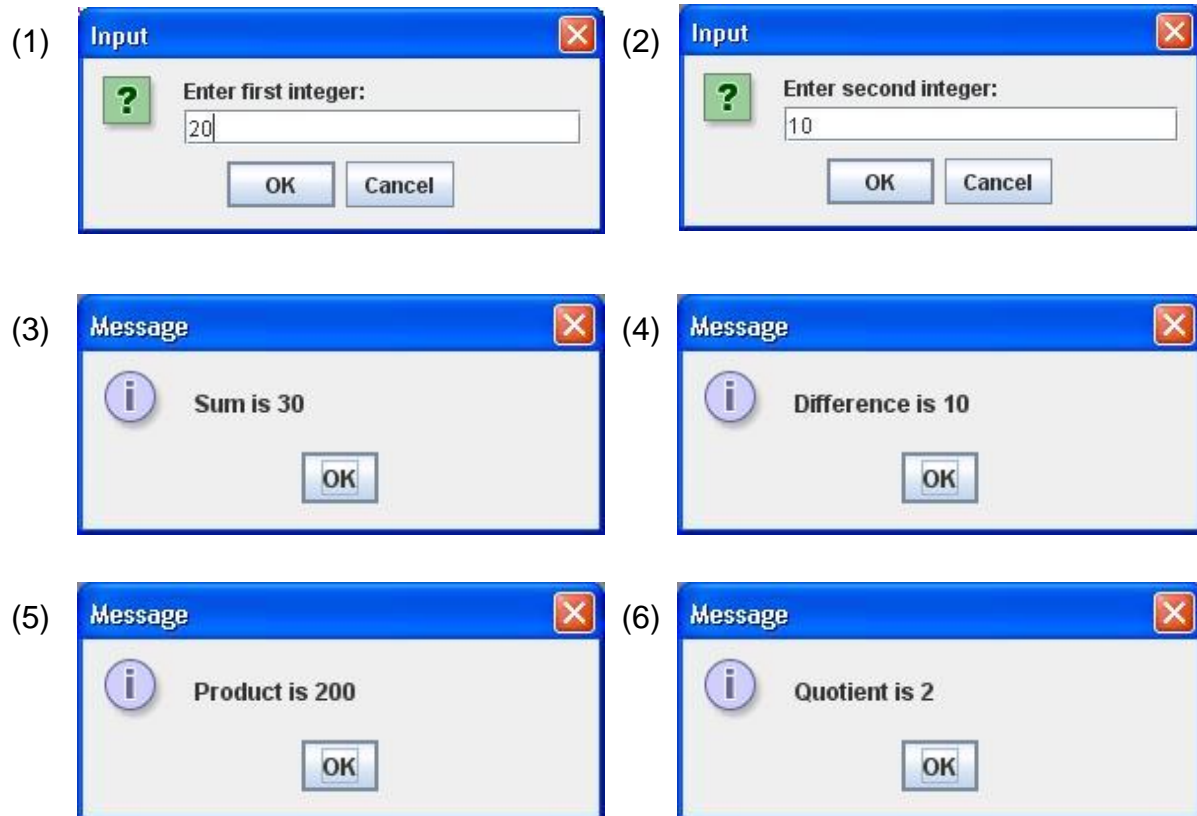 (1)
Input
Enter first integer:
20
OK Cancel
(2)
Input
Enter second integer:
10
OK Cancel
(3)
Message
Sum is 30
OK
(4)
Message
Difference is 10
OK
(5)
Message
Product is 200
OK
(6)
Message
Quotient is 2
OK